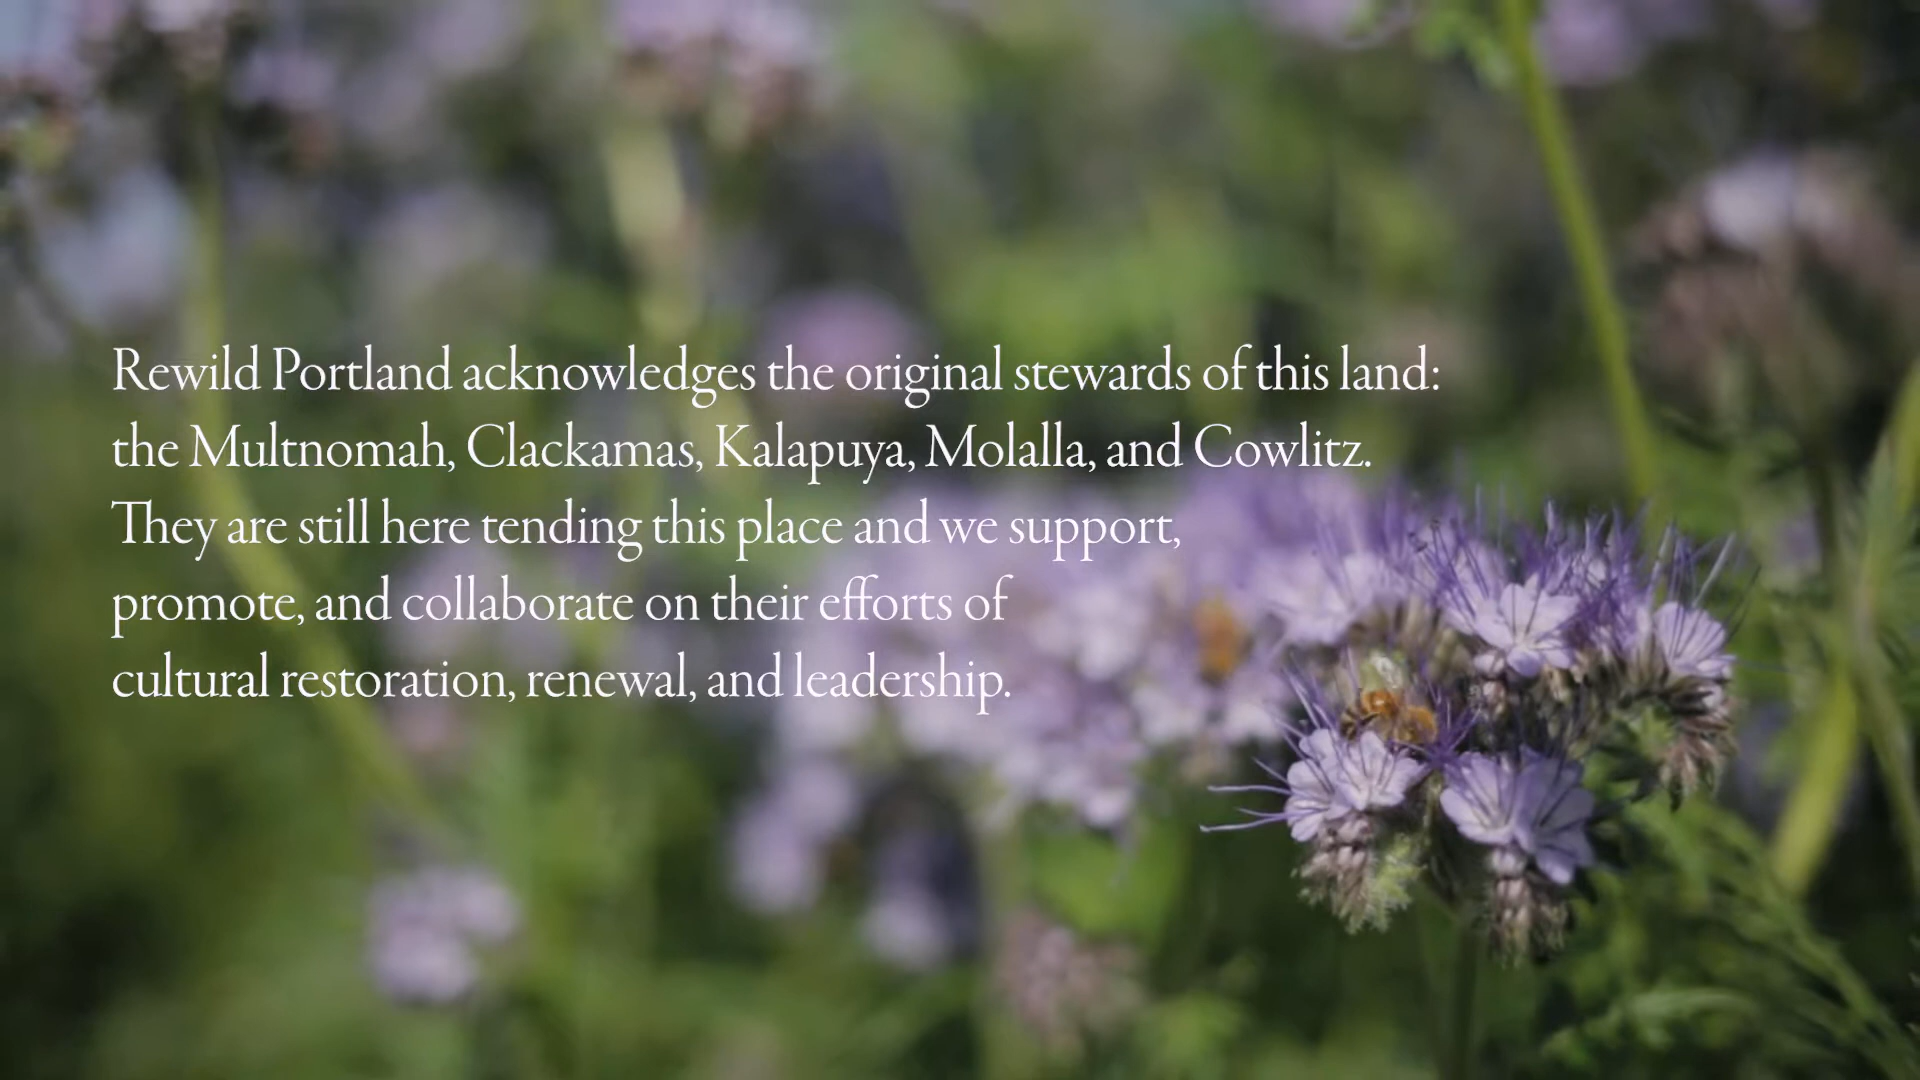 Rewild Portland acknowledges the original stewards of this land:
the Multnomah, Clackamas, Kalapuya, Molalla, and Cowlitz.
They are still here tending this place and we support,
promote, and collaborate on their efforts of
cultural restoration, renewal, and leadership.